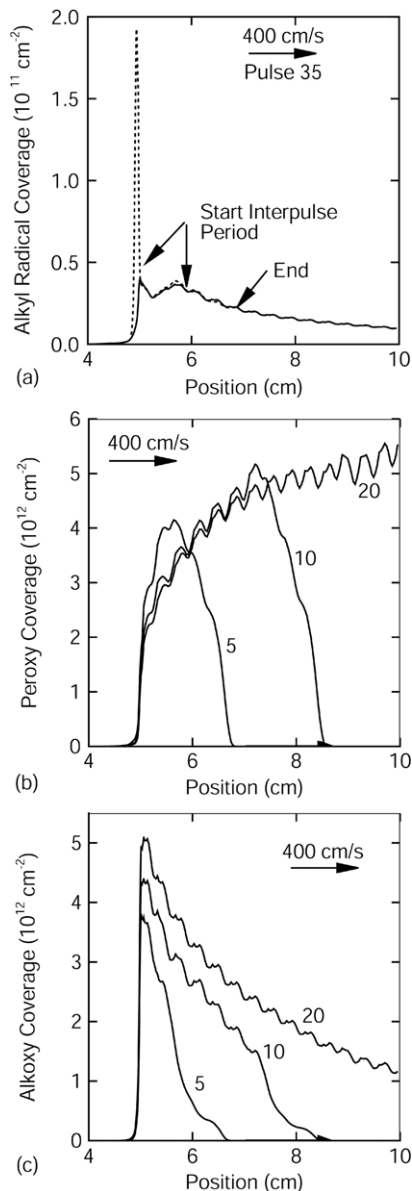 2.0
400 cm/s
Pulse 35
1.5
1.0
Start Interpulse
Period
0.5
End
0.0
4 6 8 10
Alkyl Radical Coverage (10 11 cm-2)
(a)
Position (cm)
6
400 cm/s
5
20
4
10
3
2
5
1
0
4 6 8 10
Peroxy Coverage (10 12 cm-2)
(b)
Position (cm)
5
400 cm/s
4
3
20
2
10
1
5
0
4 6 8 10
Alkoxy Coverage (10 12 cm-2)
(c)
Position (cm)